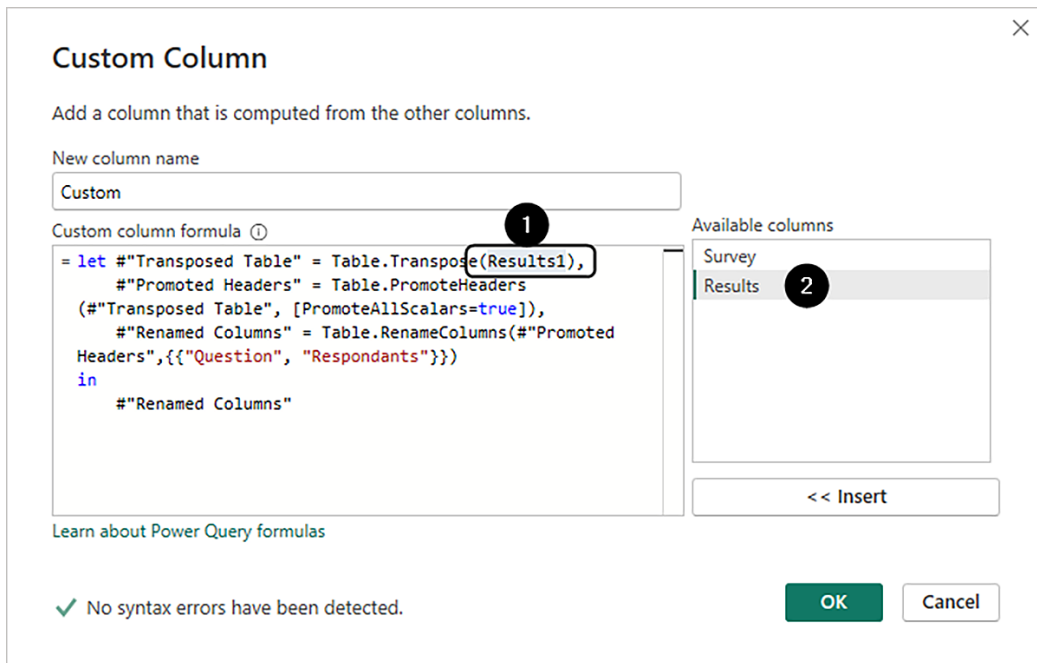 Custom Column
Add a column that is computed from the other columns.
New column name
Custom
Custom column formula
= let #"Transposed Table" = Table.Transpose(Results1),
#"Promoted Headers" = Table.PromoteHeaders
(#"Transposed Table", [PromoteAllScalars=true]),
#"Renamed Columns" = Table.RenameColumns(#"Promoted
Headers",{{"Question", "Respondants"}})
in
#"Renamed Columns"
1
Available columns
Survey
Results
2
<< Insert
Learn about Power Query formulas
No syntax errors have been detected.
OK
Cancel